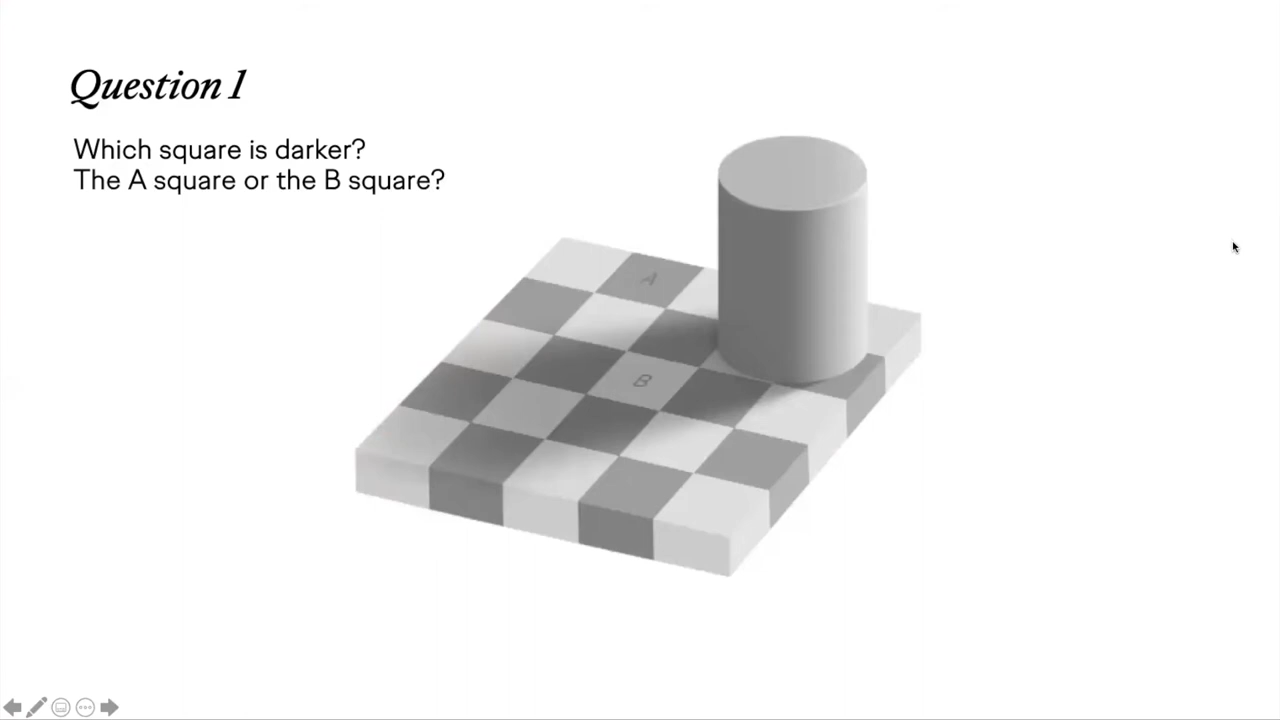 Question 1
Which square is darker?
The A square or the B square?
A
B